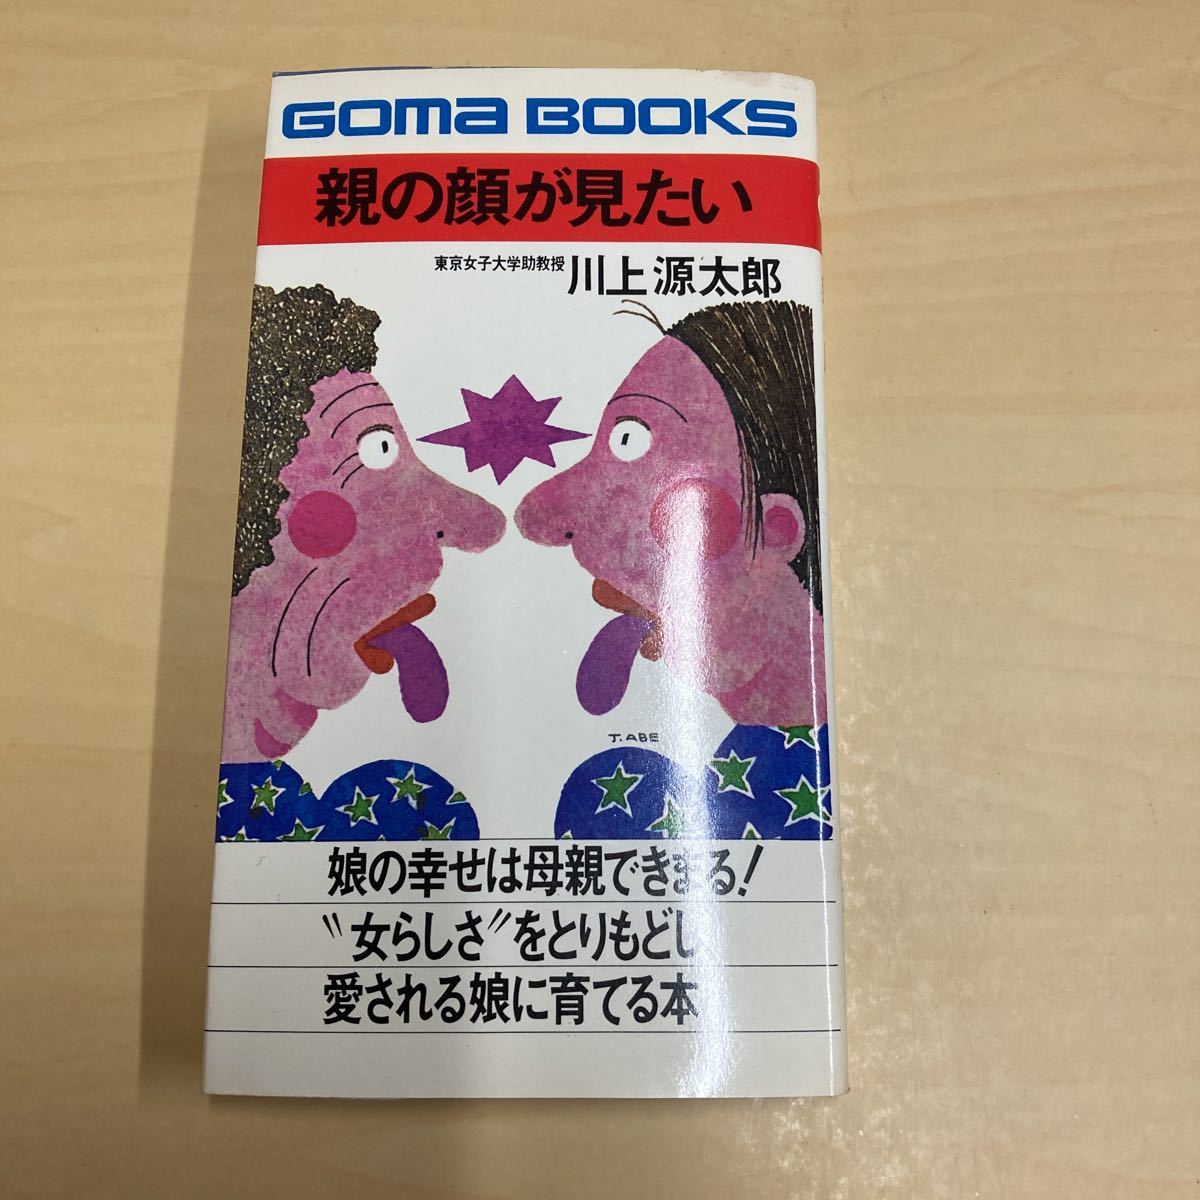 GOMA BOOKS
親の顔が見たい
東京女子大学助教授 川上源太郎
T.ABE
娘の幸せは母親できまる!
〝女らしさ〟をとりもどし
愛される娘に育てる本